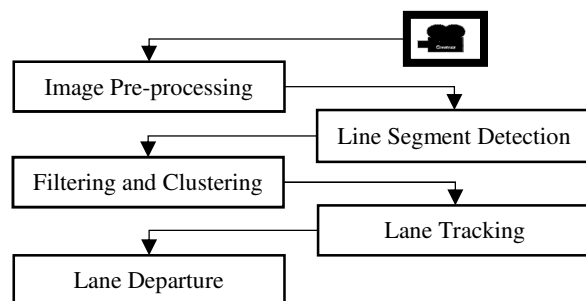 Image Pre-processing
Line Segment Detection
Filtering and Clustering
Lane Tracking
Lane Departure